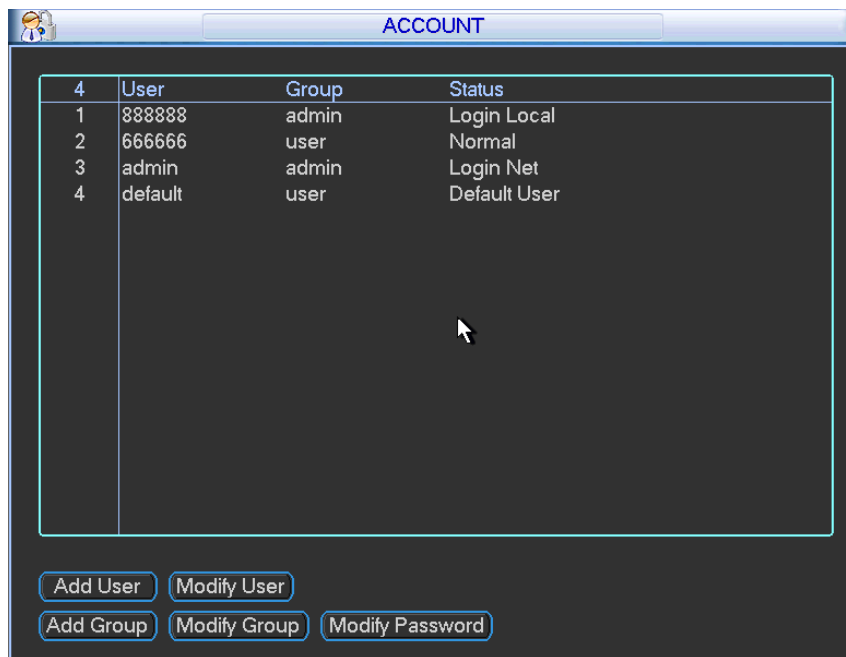 ACCOUNT
4 User Group Status
1 888888 admin Login Local
2 666666 user Normal
3 admin admin Login Net
4 default user Default User
Add User Modify User
Add Group Modify Group Modify Password